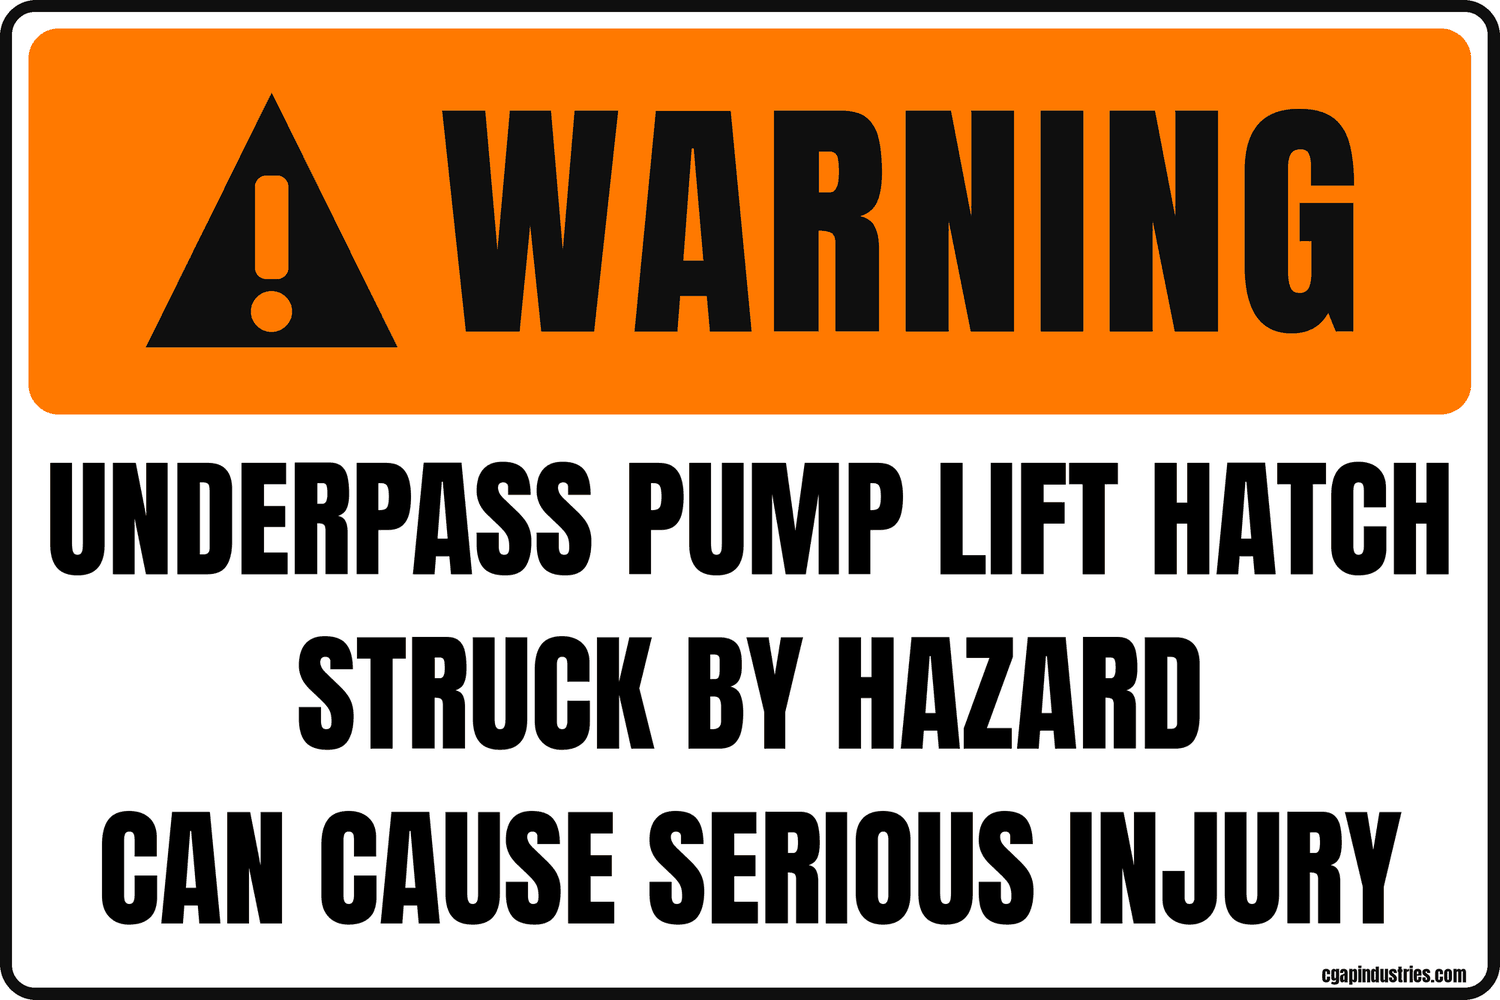 WARNING
UNDERPASS PUMP LIFT HATCH
STRUCK BY HAZARD
CAN CAUSE SERIOUS INJURY
cgapindustries.com